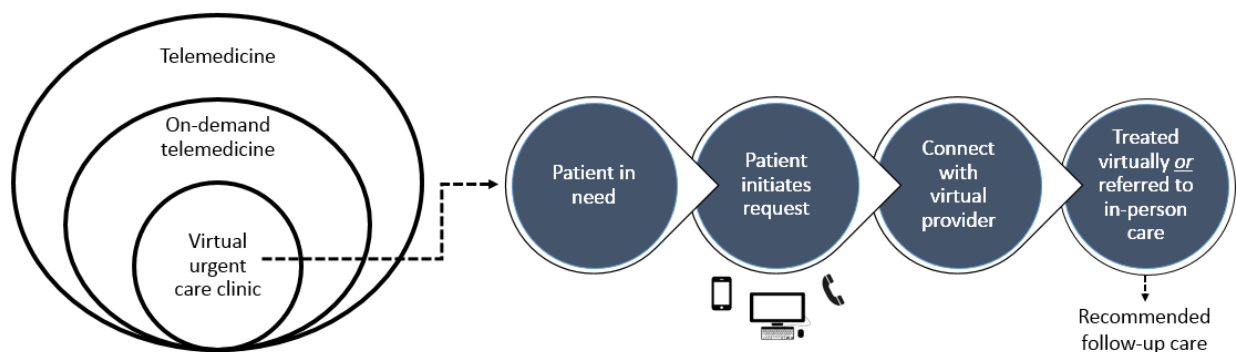 Telemedicine
On-demand
telemedicine
Virtual
urgent
care clinic
Patient in
need
Patient
initiates
request
Connect
with
virtual
provider
Treated
virtually or
referred to
in-person
care
Recommended
follow-up care